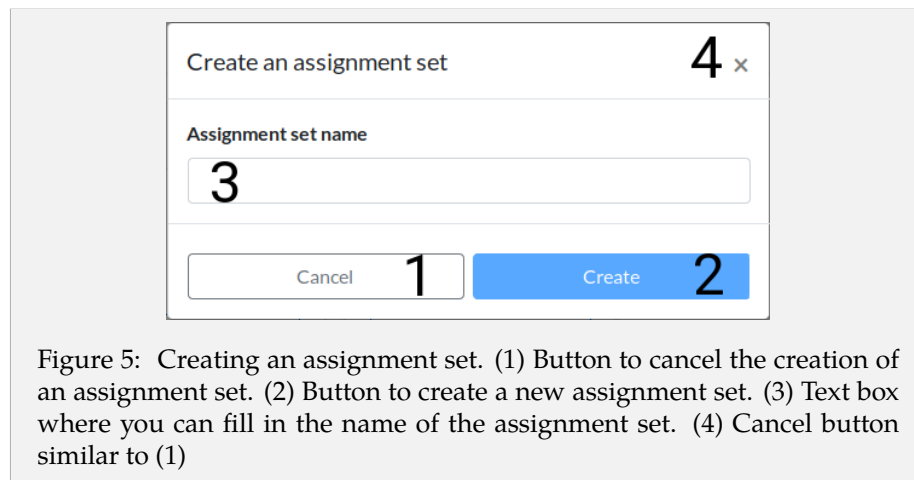 Create an assignment set 4 ×
Assignment set name
3
Cancel 1 Create 2
Figure 5: Creating an assignment set. (1) Button to cancel the creation of
an assignment set. (2) Button to create a new assignment set. (3) Text box
where you can fill in the name of the assignment set. (4) Cancel button
similar to (1)